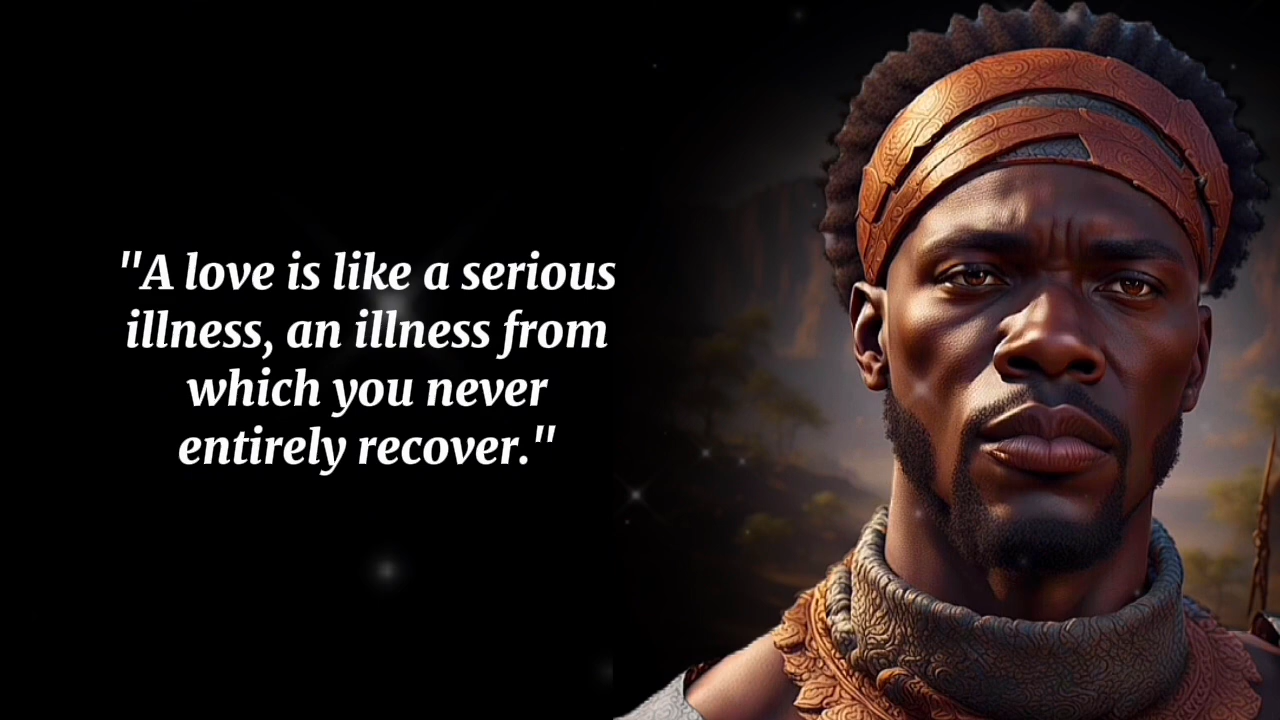 "A love is like a serious
illness, an illness from
which you never
entirely recover."